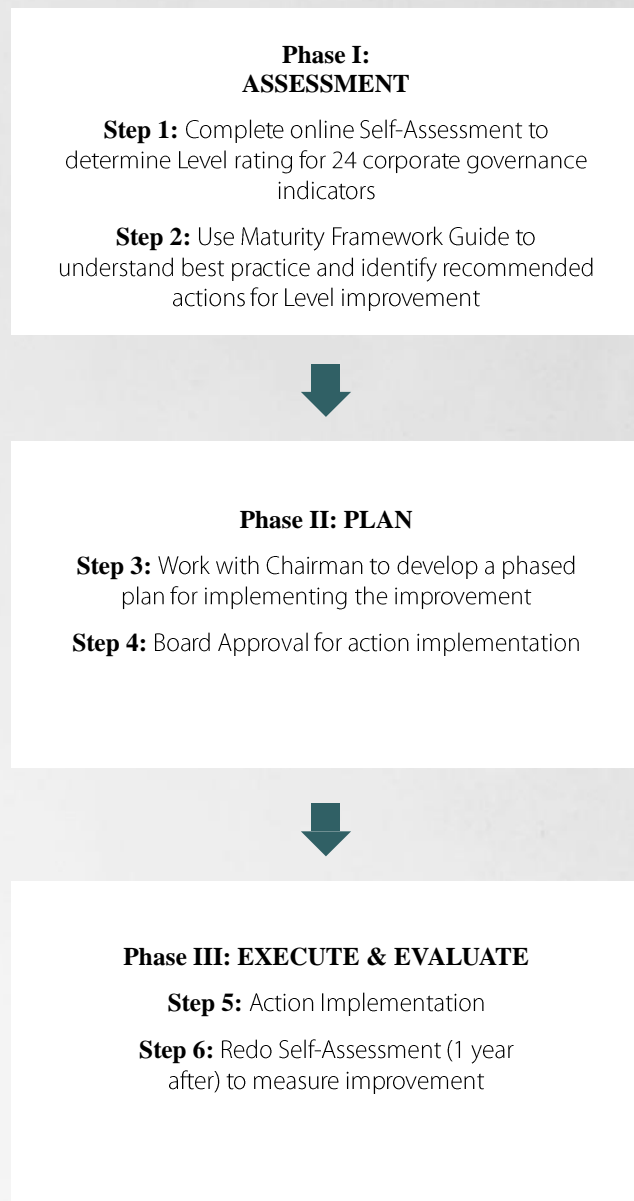 Phase I:
ASSESSMENT
Step 1: Complete online Self-Assessment to
determine Level rating for 24 corporate governance
indicators
Step 2: Use Maturity Framework Guide to
understand best practice and identify recommended
actions for Level improvement
Phase II: PLAN
Step 3: Work with Chairman to develop a phased
plan for implementing the improvement
Step 4: Board Approval for action implementation
Phase III: EXECUTE & EVALUATE
Step 5: Action Implementation
Step 6: Redo Self-Assessment (1 year
after) to measure improvement